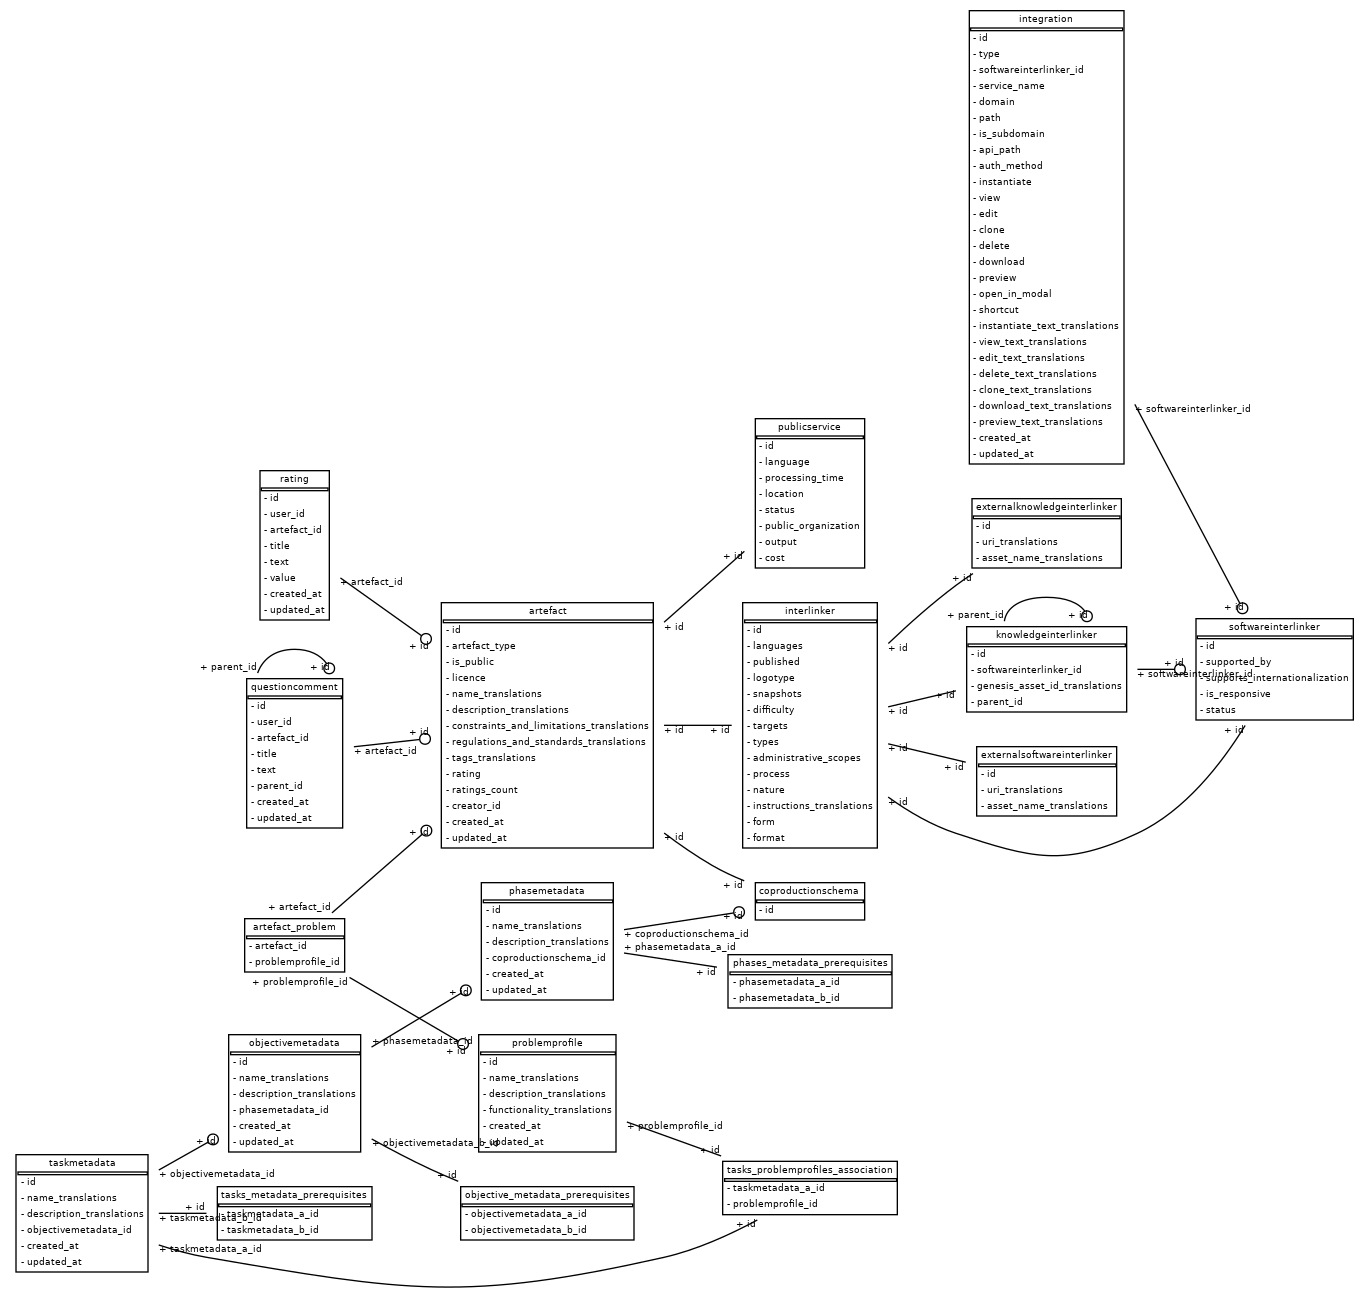 integration
- id
- type
- softwareinterlinker_id
- service_name
- domain
- path
- is_subdomain
- api_path
- auth_method
- instantiate
- view
- edit
- clone
- delete
- download
- preview
- open_in_modal
- shortcut
- instantiate_text_translations
- view_text_translations
- edit_text_translations
- delete_text_translations
- clone_text_translations
- download_text_translations
- preview_text_translations
- created_at
- updated_at
+ softwareinterlinker_id
+ id
publicservice
- id
- language
- processing_time
- location
- status
- public_organization
- output
- cost
+ id
+ id
rating
- id
- user_id
- artefact_id
- title
- text
- value
- created_at
- updated_at
+ artefact_id
+ id
externalknowledgeinterlinker
- id
- uri_translations
- asset_name_translations
+ id
+ id
artefact
- id
- artefact_type
- is_public
- licence
- name_translations
- description_translations
- constraints_and_limitations_translations
- regulations_and_standards_translations
- tags_translations
- rating
- ratings_count
- creator_id
- created_at
- updated_at
+ id
+ id
interlinker
- id
- languages
- published
- logotype
- snapshots
- difficulty
- targets
- types
- administrative_scopes
- process
- nature
- instructions_translations
- form
- format
+ parent_id
+ id
knowledgeinterlinker
- id
- softwareinterlinker_id
- genesis_asset_id_translations
- parent_id
+ id
+ id
+ id
+ softwareinterlinker_id
softwareinterlinker
- id
- supported_by
- supports_internationalization
- is_responsive
- status
+ id
+ id
externalsoftwareinterlinker
- id
- uri_translations
- asset_name_translations
+ id
+ id
+ parent_id
+ id
questioncomment
- id
- user_id
- artefact_id
- title
- text
- parent_id
- created_at
- updated_at
+ id
+ artefact_id
+ id
+ artefact_id
artefact_problem
- artefact_id
- problemprofile_id
+ problemprofile_id
+ id
+ id
+ id
coproductionschema
- id
phasemetadata
- id
- name_translations
- description_translations
- coproductionschema_id
- created_at
- updated_at
+ id
+ coproductionschema_id
+ phasemetadata_a_id
+ id
phases_metadata_prerequisites
- phasemetadata_a_id
- phasemetadata_b_id
+ id
+ phasemetadata_id
objectivemetadata
- id
- name_translations
- description_translations
- phasemetadata_id
- created_at
- updated_at
problemprofile
- id
- name_translations
- description_translations
- functionality_translations
- created_at
- updated_at
+ problemprofile_id
+ id
+ objectivemetadata_b_id
+ id
tasks_problemprofiles_association
- taskmetadata_a_id
- problemprofile_id
+ id
+ id
+ objectivemetadata_id
taskmetadata
- id
- name_translations
- description_translations
- objectivemetadata_id
- created_at
- updated_at
+ id
+ taskmetadata_b_id
+ taskmetadata_a_id
tasks_metadata_prerequisites
- taskmetadata_a_id
- taskmetadata_b_id
objective_metadata_prerequisites
- objectivemetadata_a_id
- objectivemetadata_b_id